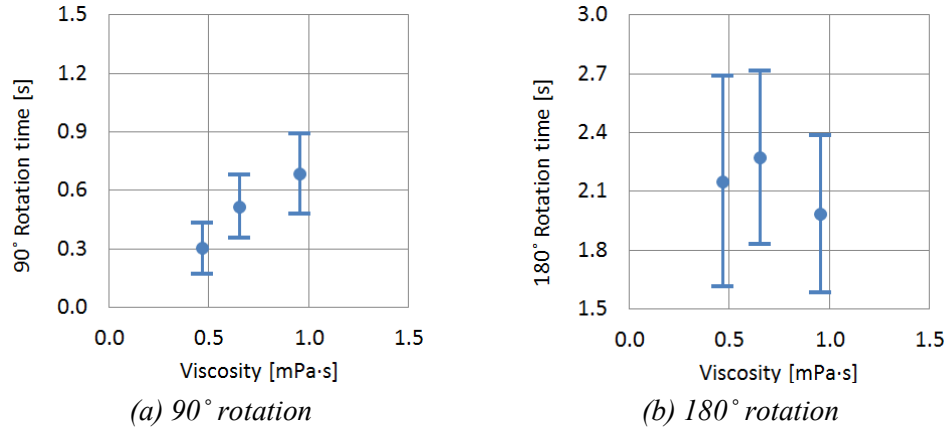 90˚ Rotation time [s]
1.5
1.2
0.9
0.6
0.3
0.0
0.0 0.5 1.0 1.5
Viscosity [mPa·s]
(a) 90˚ rotation
180˚ Rotation time [s]
3.0
2.7
2.4
2.1
1.8
1.5
0.0 0.5 1.0 1.5
Viscosity [mPa·s]
(b) 180˚ rotation